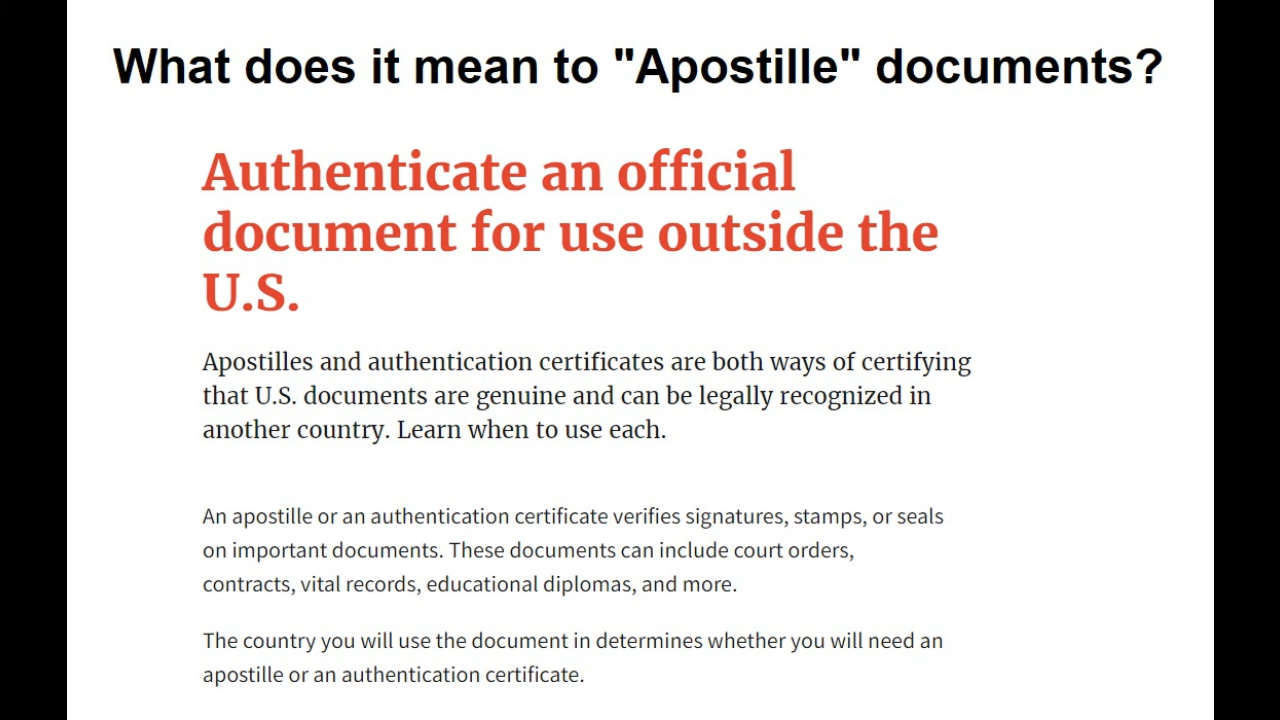 What does it mean to "Apostille" documents?
Authenticate an official
document for use outside the
U.S.
Apostilles and authentication certificates are both ways of certifying
that U.S. documents are genuine and can be legally recognized in
another country. Learn when to use each.
An apostille or an authentication certificate verifies signatures, stamps, or seals
on important documents. These documents can include court orders,
contracts, vital records, educational diplomas, and more.
The country you will use the document in determines whether you will need an
apostille or an authentication certificate.